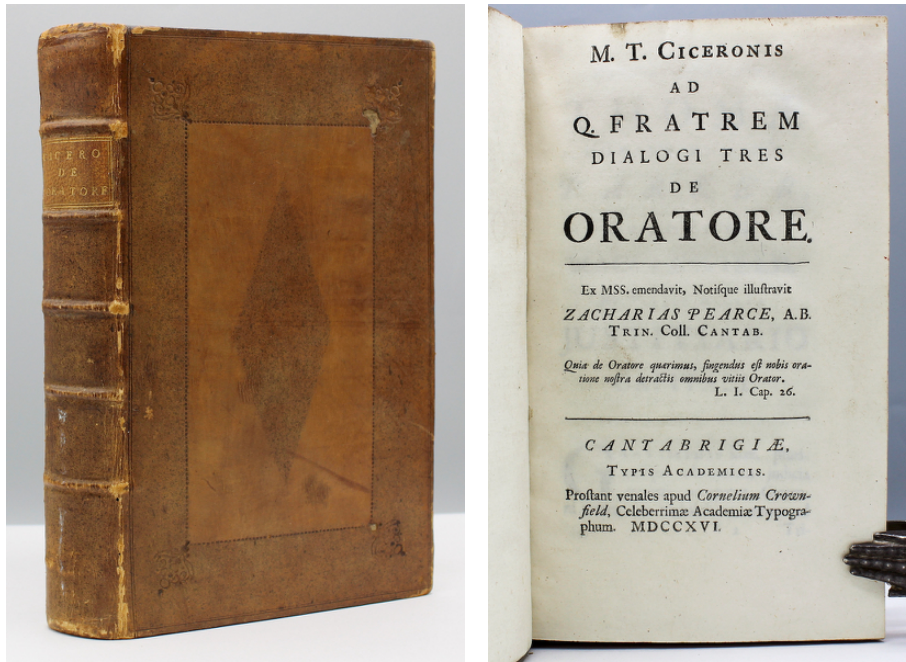 CICERO
DE
ORATORE
M. T. CICERONIS
AD
Q. FRATREM
DIALOGI TRES
DE
ORATORE.
Ex MSS. emendavit, Notiſque illuſtravit
ZACHARIAS PEARCE, A.B.
TRIN. Coll. CANTAB.
Quia de Oratore quærimus, fingendus eſt nobis ora-
tione noſtra detractis omnibus vitiis Orator.
L. I. Cap. 26.
CANTABRIGIÆ,
TYPIS ACADEMICIS.
Proſtant venales apud Cornelium Crown-
field, Celeberrimæ Academiæ Typogra-
phum. MDCCXVI.